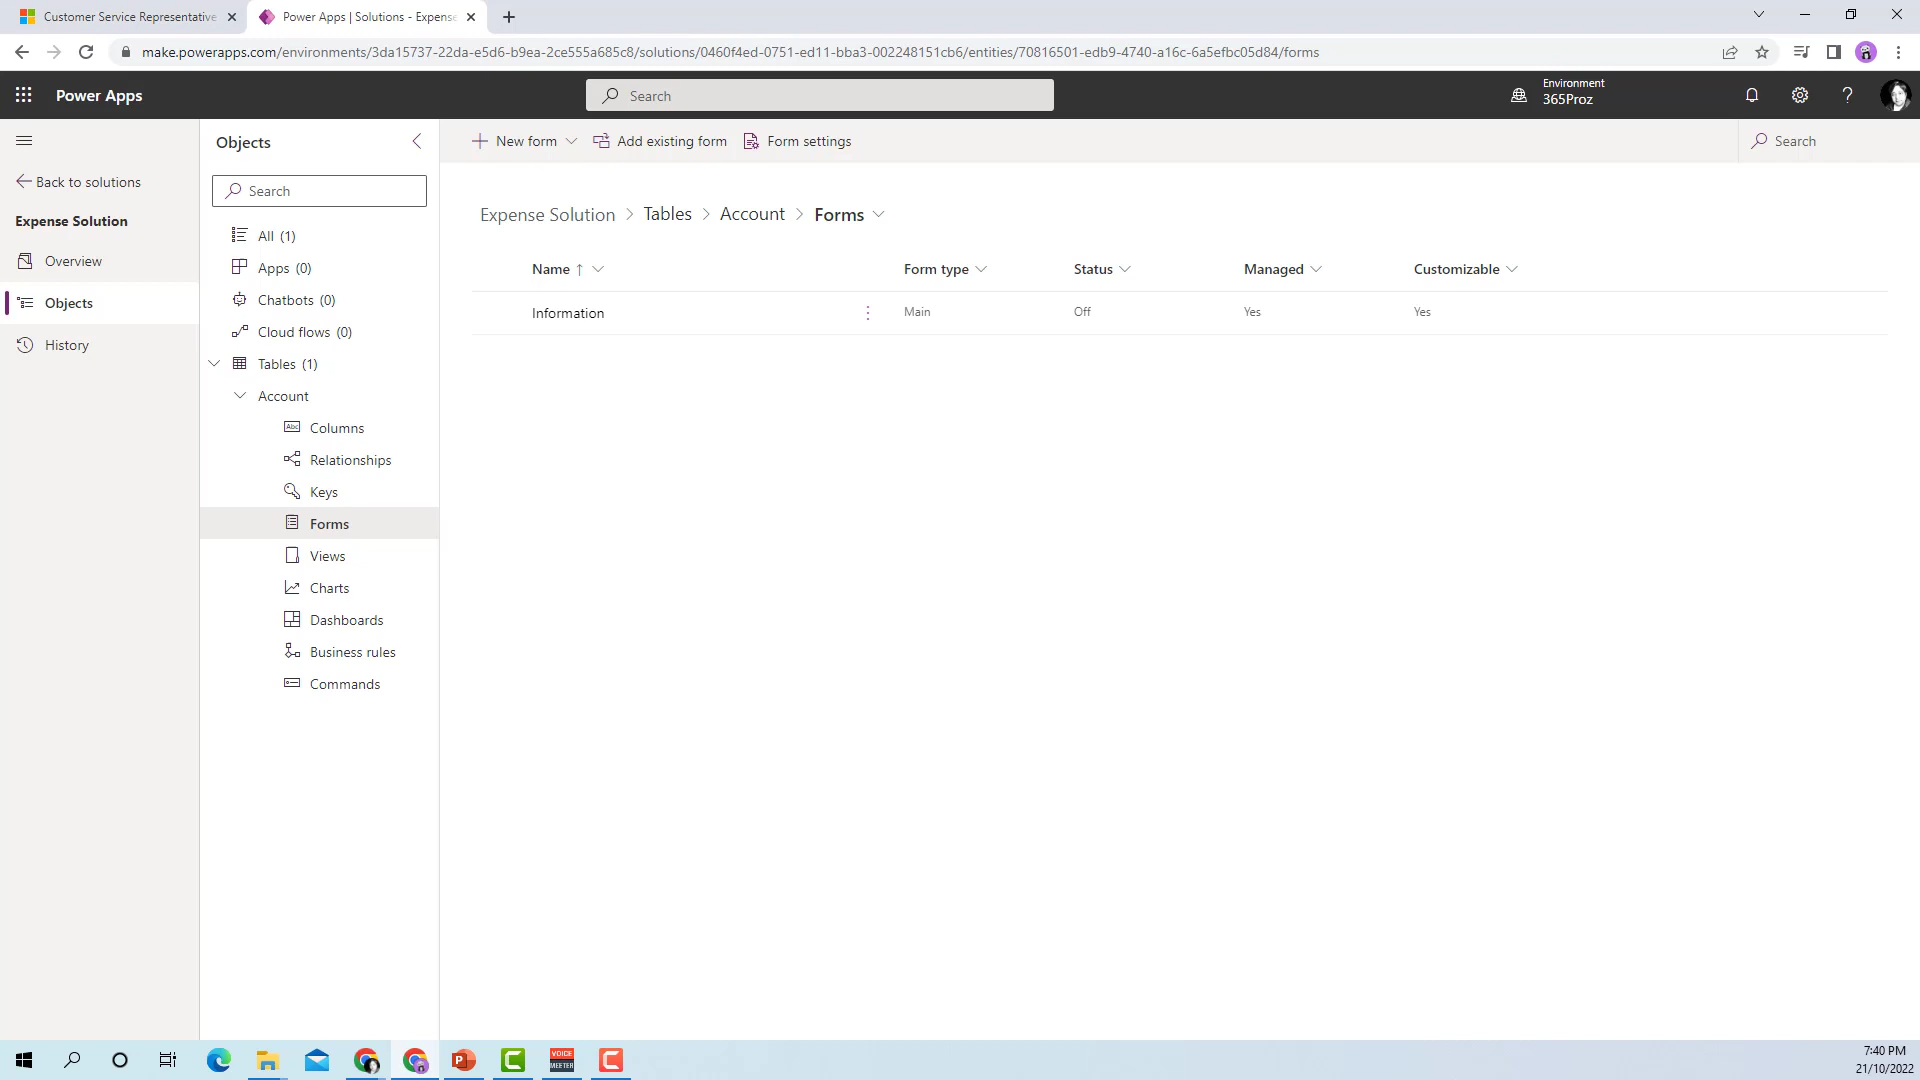 Customer Service Representative
Power Apps | Solutions - Expense
make.powerapps.com/environments/3da15737-22da-e5d6-b9ea-2ce555a685c8/solutions/0460f4ed-0751-ed11-bba3-002248151cb6/entities/70816501-edb9-4740-a16c-6a5efbc05d84/forms
Power Apps
Search
Environment
365Proz
Back to solutions
Expense Solution
Overview
Objects
History
Objects
Search
All (1)
Apps (0)
Chatbots (0)
Cloud flows (0)
Tables (1)
Account
Columns
Abc
Relationships
Keys
Forms
Views
Charts
Dashboards
Business rules
Commands
New form
Add existing form
Form settings
Search
Expense Solution > Tables > Account > Forms
Name ↑ Form type Status Managed Customizable
Information Main Off Yes Yes
VOICE
MEETER
7:40 PM
21/10/2022